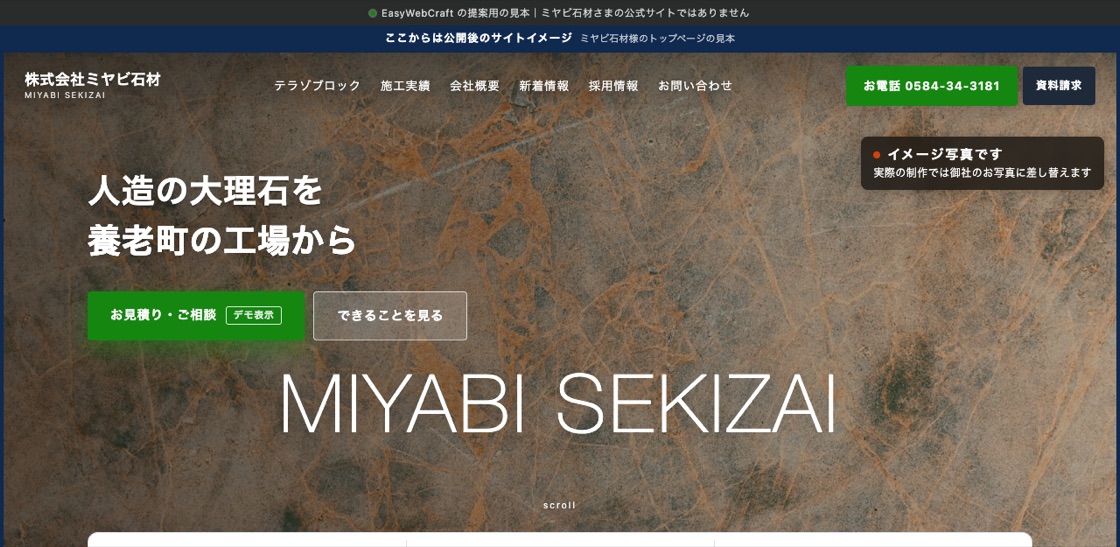 EasyWebCraft の提案用の見本｜ミヤビ石材さまの公式サイトではありません
ここからは公開後のサイトイメージ ミヤビ石材様のトップページの見本
株式会社ミヤビ石材
MIYABI SEKIZAI
テラゾブロック 施工実績 会社概要 新着情報 採用情報 お問い合わせ
お電話 0584-34-3181
資料請求
イメージ写真です
実際の制作では御社のお写真に差し替えます
人造の大理石を
養老町の工場から
お見積り・ご相談 デモ表示
できることを見る
MIYABI SEKIZAI
scroll